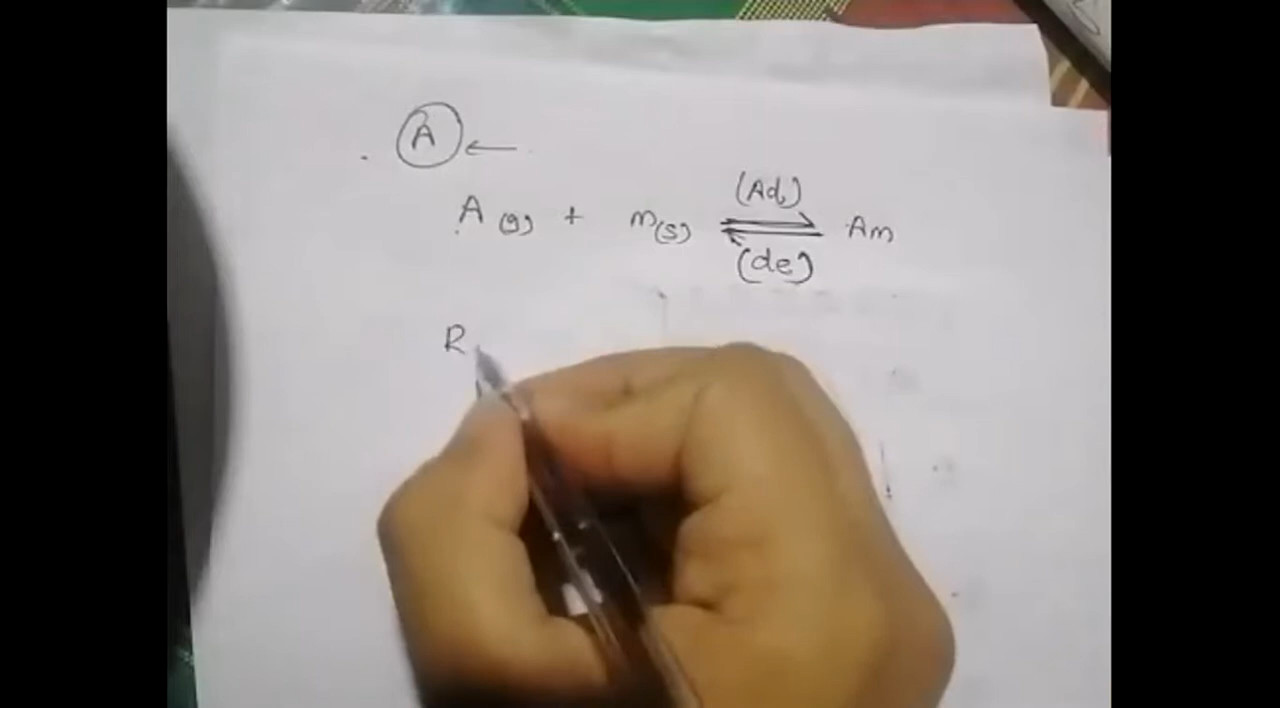 A ←
A (g) + m(s) ⇌ Am
(Ad)
(de)
R